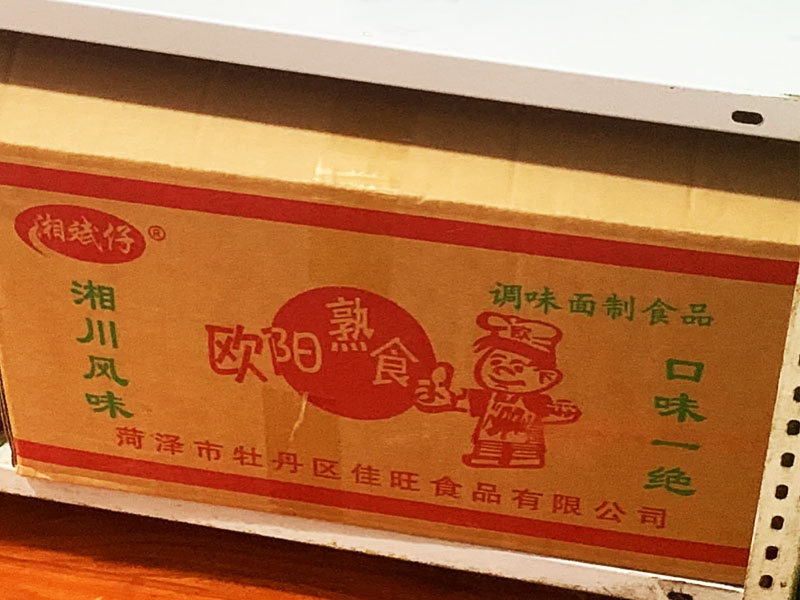 湘斌仔®
湘川风味
欧阳熟食
调味面制食品
口味一绝
菏泽市牡丹区佳旺食品有限公司